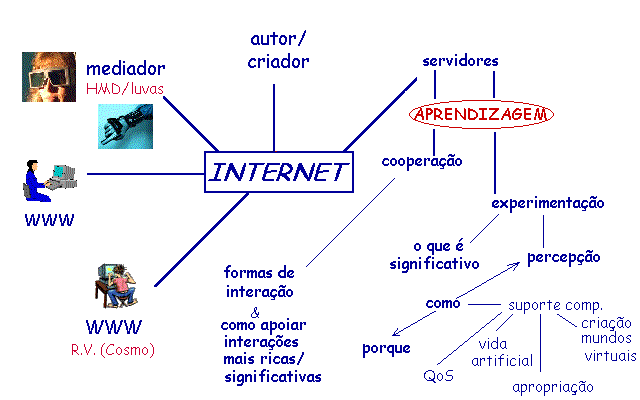 autor/
criador
servidores
mediador
HMD/luvas
APRENDIZAGEM
INTERNET
cooperação
WWW
experimentação
o que é
significativo
percepção
formas de
interação
&
como apoiar
interações
mais ricas/
significativas
WWW
R.V. (Cosmo)
como
suporte comp.
porque
criação
mundos
virtuais
vida
artificial
QoS
apropriação